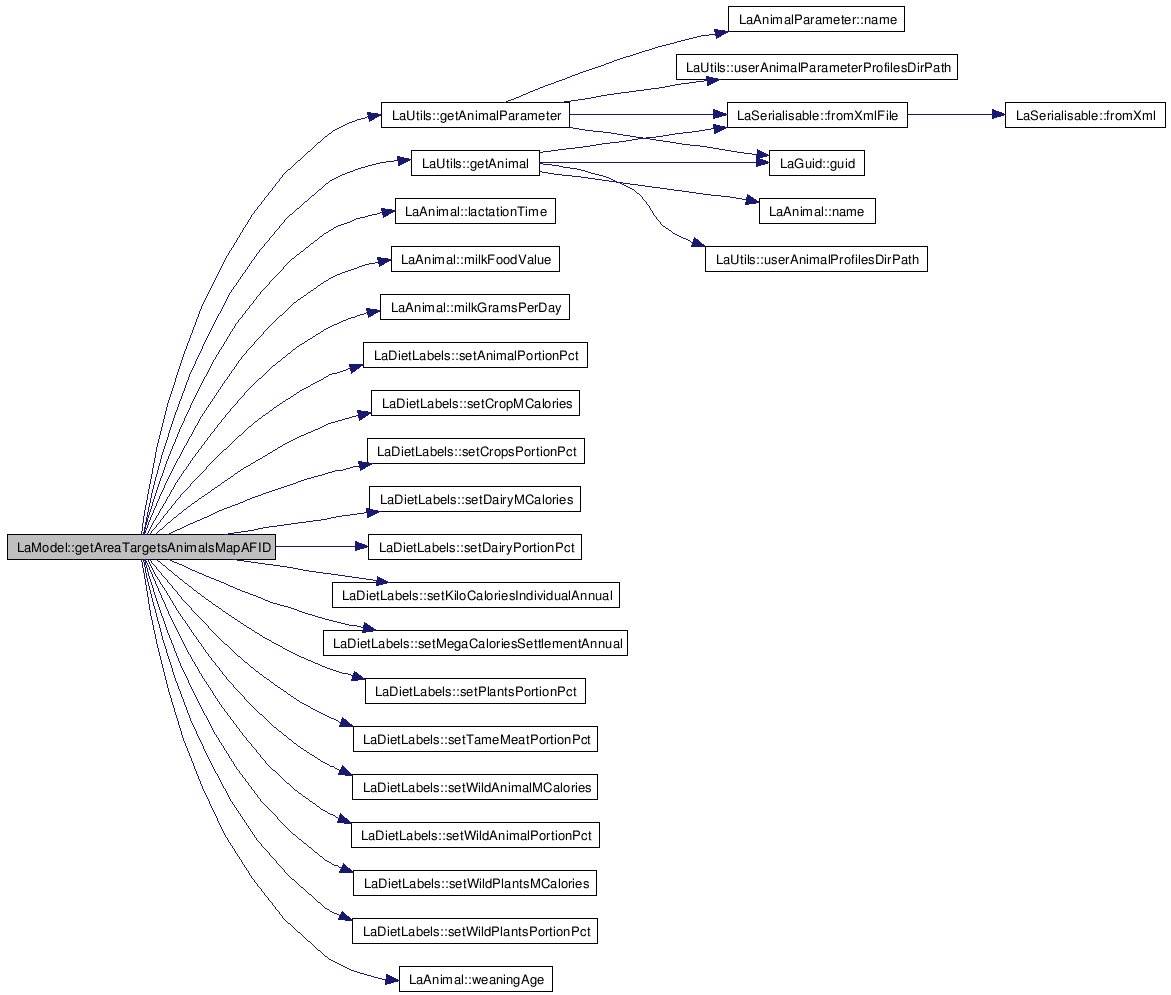 LaAnimalParameter::name
LaUtils::userAnimalParameterProfilesDirPath
LaUtils::getAnimalParameter
LaSerialisable::fromXmlFile
LaSerialisable::fromXml
LaUtils::getAnimal
LaGuid::guid
LaAnimal::lactationTime
LaAnimal::name
LaAnimal::milkFoodValue
LaUtils::userAnimalProfilesDirPath
LaAnimal::milkGramsPerDay
LaDietLabels::setAnimalPortionPct
LaDietLabels::setCropMCalories
LaDietLabels::setCropsPortionPct
LaDietLabels::setDairyMCalories
LaModel::getAreaTargetsAnimalsMapAFID
LaDietLabels::setDairyPortionPct
LaDietLabels::setKiloCaloriesIndividualAnnual
LaDietLabels::setMegaCaloriesSettlementAnnual
LaDietLabels::setPlantsPortionPct
LaDietLabels::setTameMeatPortionPct
LaDietLabels::setWildAnimalMCalories
LaDietLabels::setWildAnimalPortionPct
LaDietLabels::setWildPlantsMCalories
LaDietLabels::setWildPlantsPortionPct
LaAnimal::weaningAge